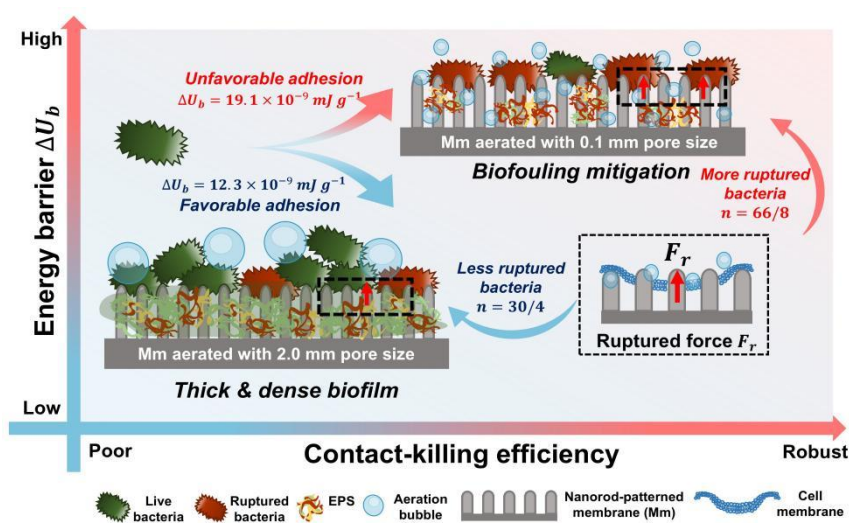 High
Energy barrier ΔU_b
Low
Unfavorable adhesion
ΔU_b = 19.1 × 10⁻⁹ mJ g⁻¹
ΔU_b = 12.3 × 10⁻⁹ mJ g⁻¹
Favorable adhesion
Mm aerated with 0.1 mm pore size
Biofouling mitigation
More ruptured
bacteria
n = 66/8
Less ruptured
bacteria
n = 30/4
F_r
Ruptured force F_r
Mm aerated with 2.0 mm pore size
Thick & dense biofilm
Poor
Contact-killing efficiency
Robust
Live
bacteria
Ruptured
bacteria
EPS
Aeration
bubble
Nanorod-patterned
membrane (Mm)
Cell
membrane